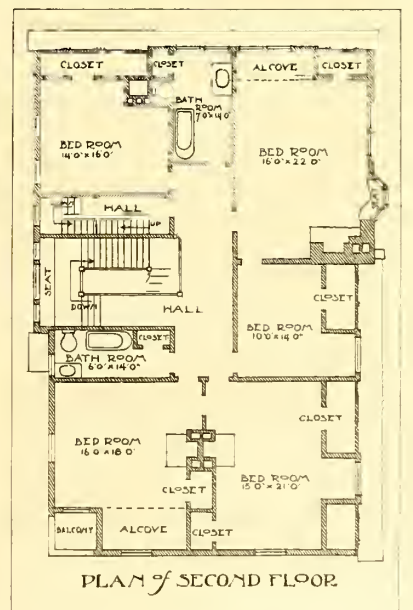 CLOSET
CLOSET
ALCOVE
CLOSET
BATH
ROOM
7'0"x14'0"
BED ROOM
14'0"x16'0"
BED ROOM
16'0"x22'0"
SEAT
HALL
UP
SEAT
DOWN
HALL
CLOSET
BED ROOM
10'0"x14'0"
CLOSET
BATH ROOM
6'0"x14'0"
CLOSET
BED ROOM
16'0"x18'0"
BED ROOM
15'0"x21'0"
CLOSET
BALCONY
ALCOVE
CLOSET
PLAN of SECOND FLOOR